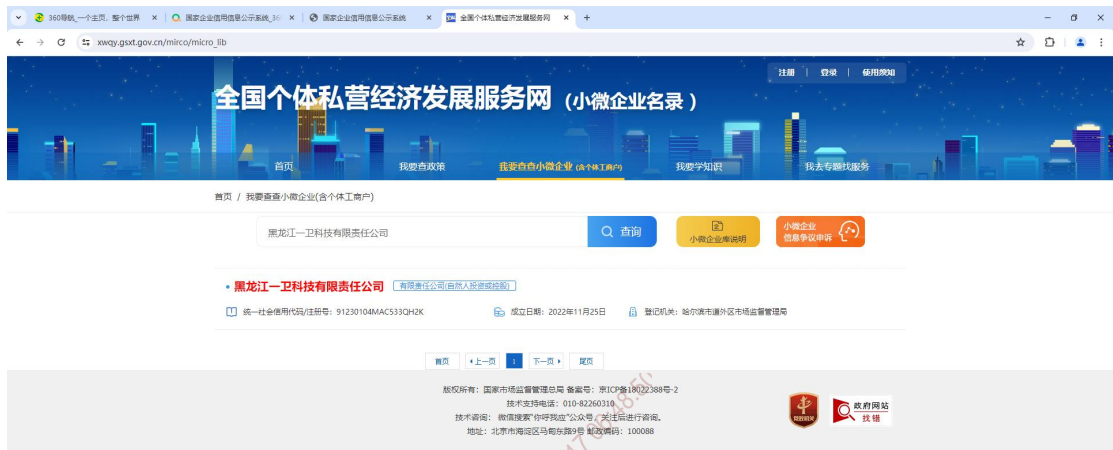 360导航_一个主页,整个世界
国家企业信用信息公示系统_36
国家企业信用信息公示系统
全国个体私营经济发展服务网
xwqy.gsxt.gov.cn/mirco/micro_lib
注册 | 登录 | 使用须知
全国个体私营经济发展服务网 (小微企业名录 )
首页 我要查政策 我要查查小微企业 (含个体工商户) 我要学知识 我去专题找服务
首页 / 我要查查小微企业(含个体工商户)
黑龙江一卫科技有限责任公司
查询
小微企业库说明
小微企业
信息争议申诉
黑龙江一卫科技有限责任公司 有限责任公司(自然人投资或控股)
统一社会信用代码/注册号: 91230104MAC533QH2K 成立日期: 2022年11月25日 登记机关: 哈尔滨市道外区市场监督管理局
首页 上一页 1 下一页 尾页
版权所有: 国家市场监督管理总局 备案号: 京ICP备18022388号-2
技术支持电话: 010-82260310
技术咨询: 微信搜索"你呼我应"公众号,关注后进行咨询。
地址: 北京市海淀区马甸东路9号 邮政编码: 100088
党政机关
政府网站
找错